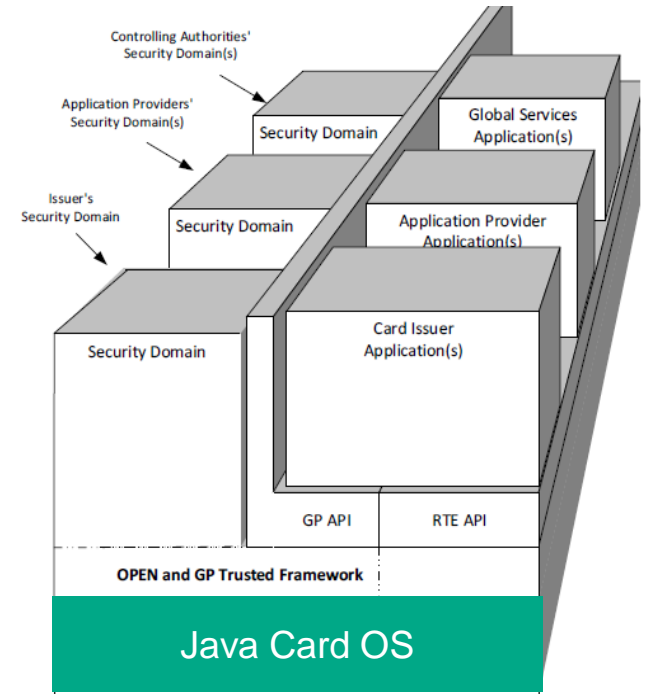 Controlling Authorities'
Security Domain(s)
Application Providers'
Security Domain(s)
Issuer's
Security Domain
Security Domain
Security Domain
Security Domain
Global Services
Application(s)
Application Provider
Application(s)
Card Issuer
Application(s)
GP API
RTE API
OPEN and GP Trusted Framework
Java Card OS